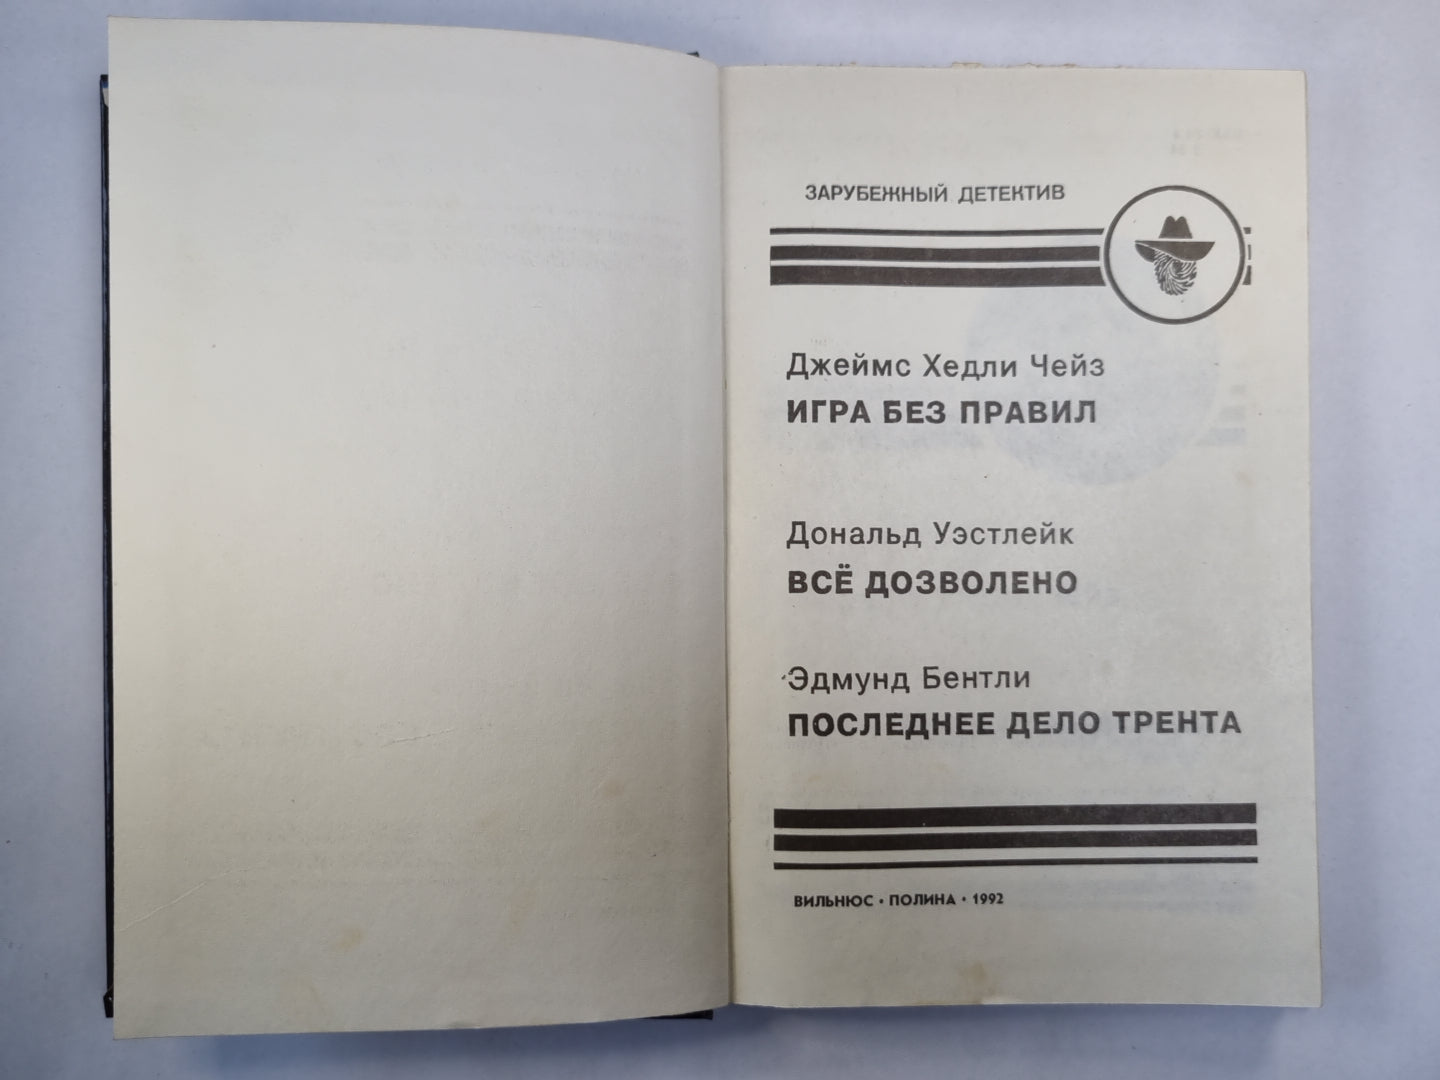 ЗАРУБЕЖНЫЙ ДЕТЕКТИВ
Джеймс Хедли Чейз
ИГРА БЕЗ ПРАВИЛ
Дональд Уэстлейк
ВСЁ ДОЗВОЛЕНО
Эдмунд Бентли
ПОСЛЕДНЕЕ ДЕЛО ТРЕНТА
ВИЛЬНЮС • ПОЛИНА • 1992